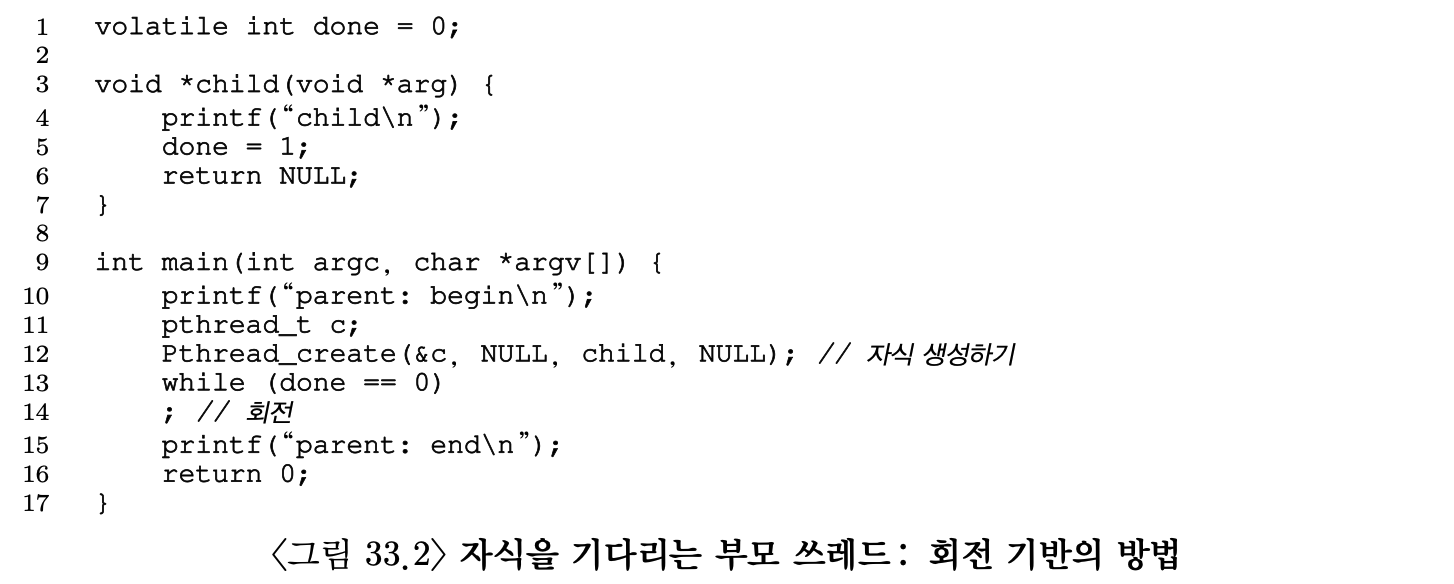 1 volatile int done = 0;
2
3 void *child(void *arg) {
4     printf(“child\n”);
5     done = 1;
6     return NULL;
7 }
8
9 int main(int argc, char *argv[]) {
10     printf(“parent: begin\n”);
11     pthread_t c;
12     Pthread_create(&c, NULL, child, NULL); // 자식 생성하기
13     while (done == 0)
14     ; // 회전
15     printf(“parent: end\n”);
16     return 0;
17 }
〈그림 33.2〉 자식을 기다리는 부모 쓰레드: 회전 기반의 방법